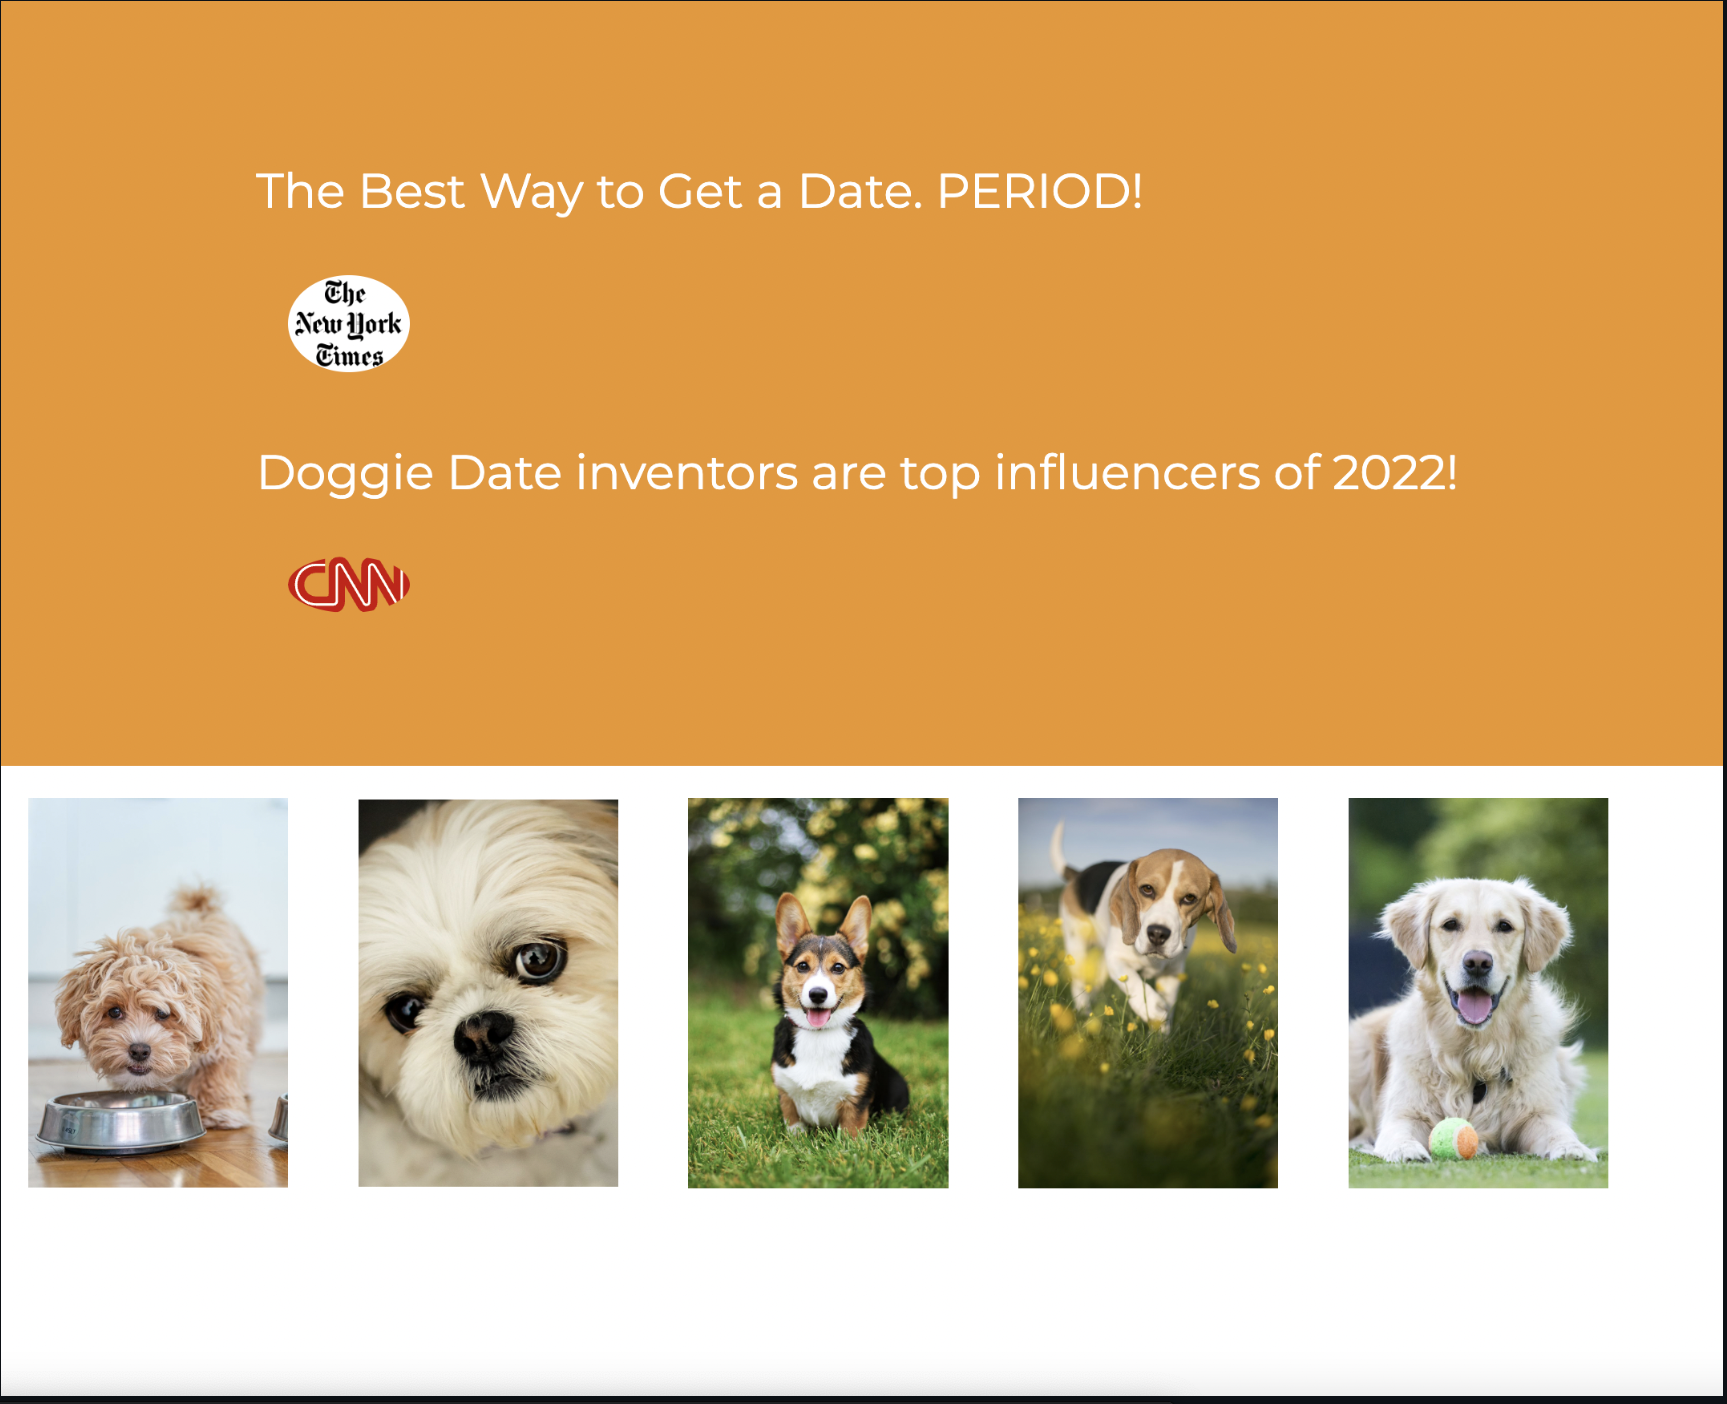 The Best Way to Get a Date. PERIOD!
The
New York
Times
Doggie Date inventors are top influencers of 2022!
CNN